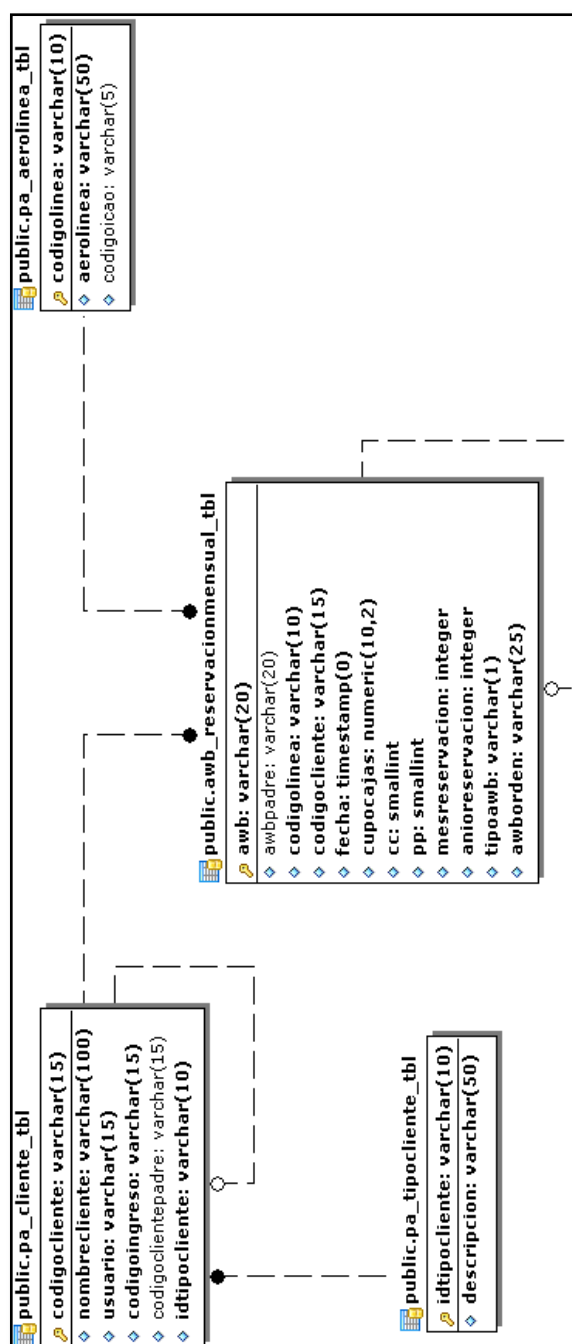 public.pa_cliente_tbl
codigocliente: varchar(15)
nombrecliente: varchar(100)
usuario: varchar(15)
codigoingreso: varchar(15)
codigoclientepadre: varchar(15)
idtipocliente: varchar(10)
public.pa_aerolinea_tbl
codigolinea: varchar(10)
aerolinea: varchar(50)
codigoicao: varchar(5)
public.awb_reservacionmensual_tbl
awb: varchar(20)
awbpadre: varchar(20)
codigolinea: varchar(10)
codigocliente: varchar(15)
fecha: timestamp(0)
cupocajas: numeric(10,2)
cc: smallint
pp: smallint
mesreservacion: integer
anioreservacion: integer
tipoawb: varchar(1)
awborden: varchar(25)
public.pa_tipocliente_tbl
idtipocliente: varchar(10)
descripcion: varchar(50)